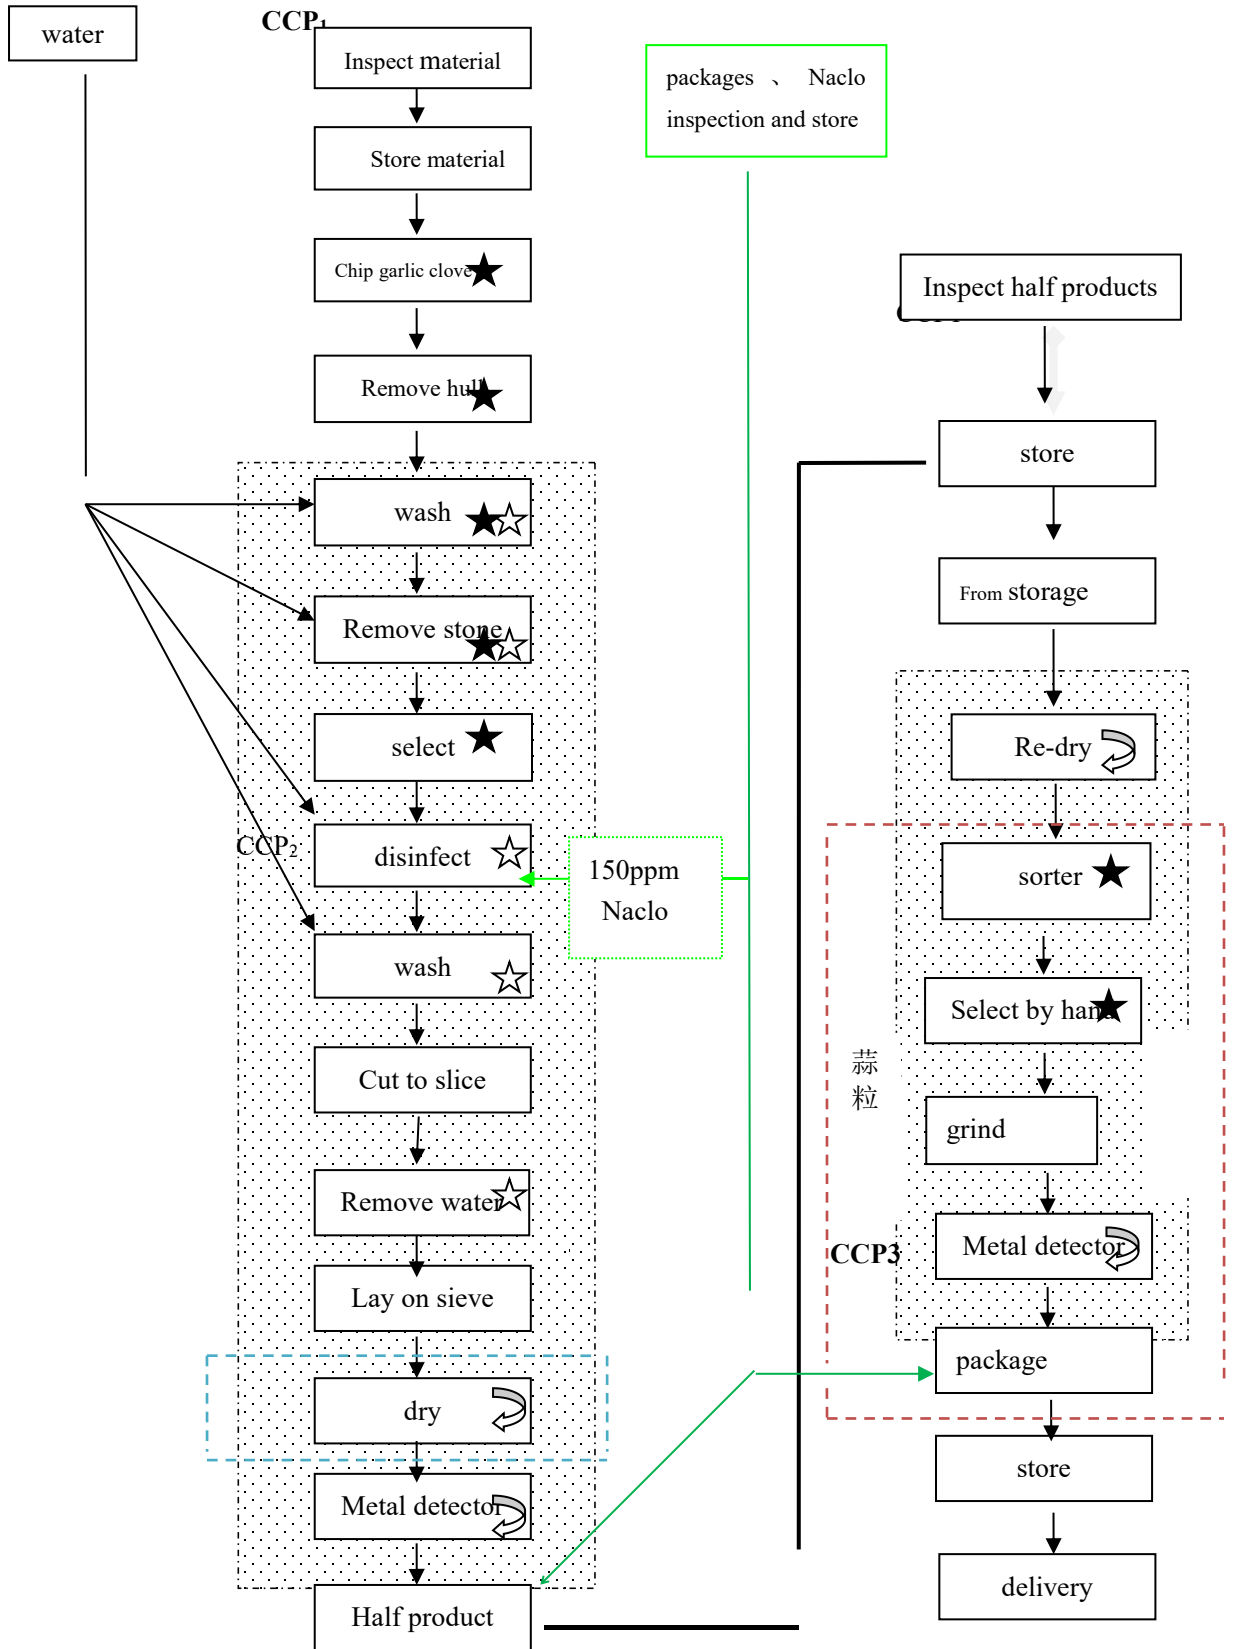 water
CCP1
Inspect material
Store material
Chip garlic clove
Remove hull
wash
Remove stone
select
CCP2
disinfect
wash
Cut to slice
Remove water
Lay on sieve
dry
Metal detector
Half product
packages 、 Naclo
inspection and store
150ppm
Naclo
Inspect half products
store
From storage
Re-dry
sorter
Select by hand
蒜
粒
grind
CCP3
Metal detector
package
store
delivery